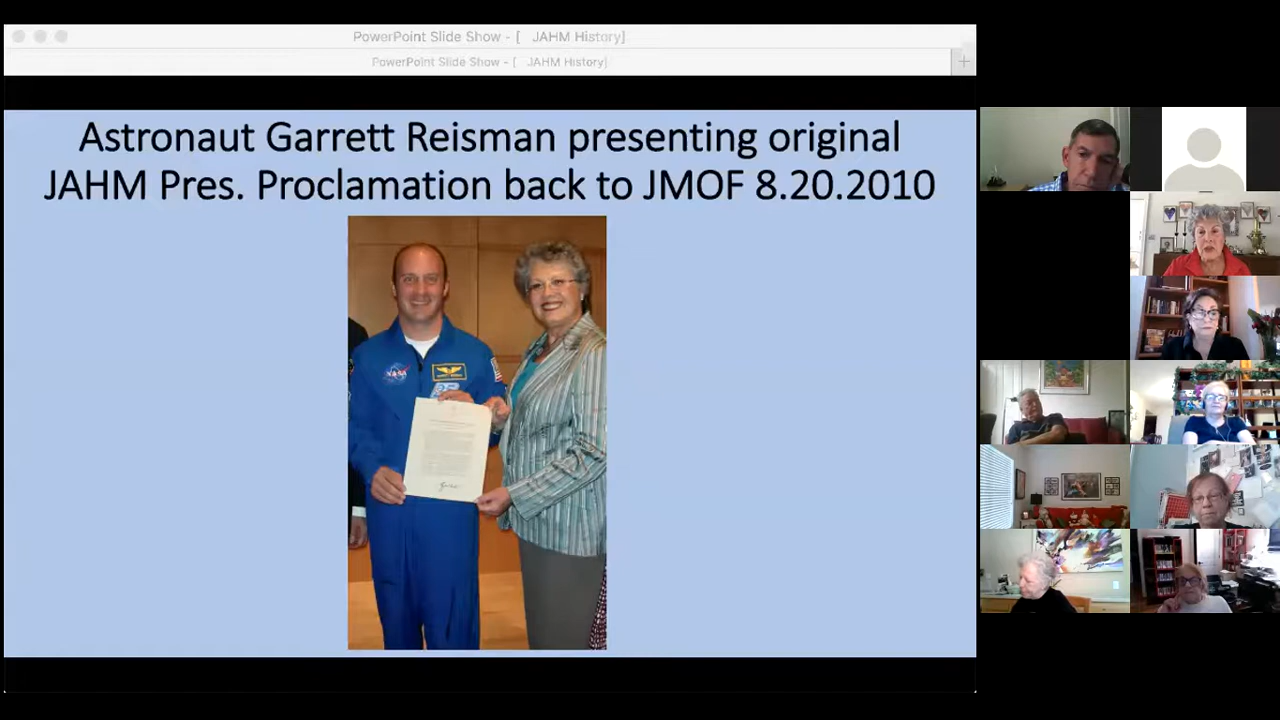 PowerPoint Slide Show - [ JAHM History]
PowerPoint Slide Show - [ JAHM History]
Astronaut Garrett Reisman presenting original
JAHM Pres. Proclamation back to JMOF 8.20.2010
NASA